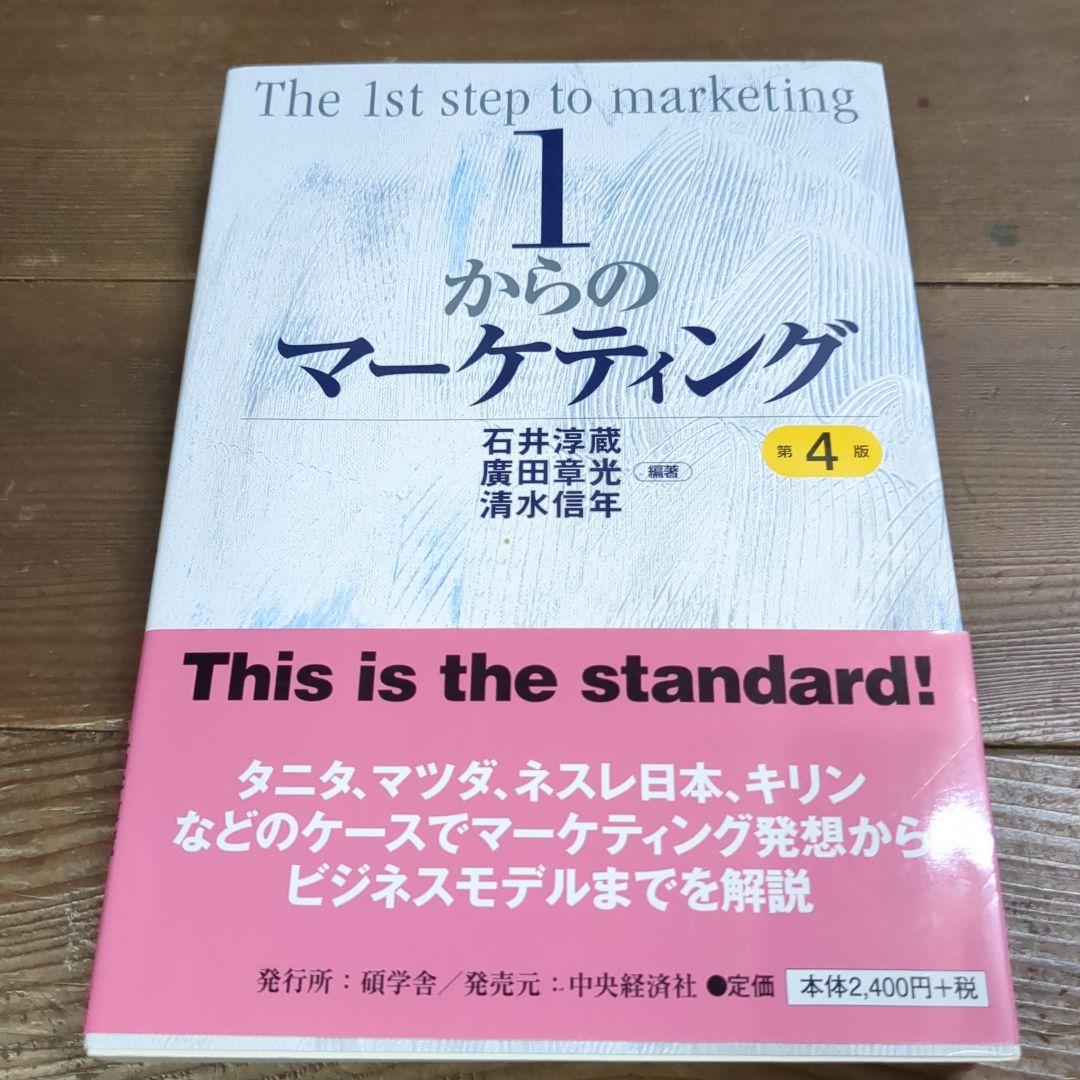 The 1st step to marketing
1
からの
マーケティング
石井淳蔵
廣田章光
清水信年
編著
第4版
This is the standard!
タニタ、マツダ、ネスレ日本、キリン
などのケースでマーケティング発想から
ビジネスモデルまでを解説
発行所：碩学舎／発売元：中央経済社 ●定価 本体2,400円+税